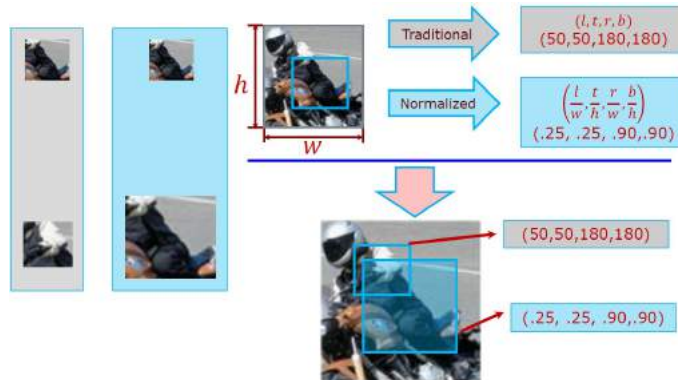 h
w
Traditional
(l, t, r, b)
(50,50,180,180)
Normalized
(l/w, t/h, r/w, b/h)
(.25, .25, .90,.90)
(50,50,180,180)
(.25, .25, .90,.90)